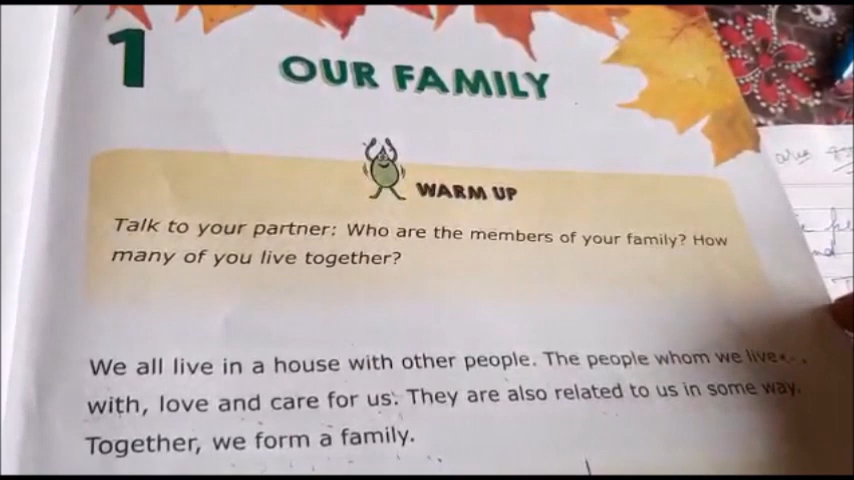 1
OUR FAMILY
WARM UP
Talk to your partner: Who are the members of your family? How
many of you live together?
We all live in a house with other people. The people whom we live
with, love and care for us. They are also related to us in some way.
Together, we form a family.
are